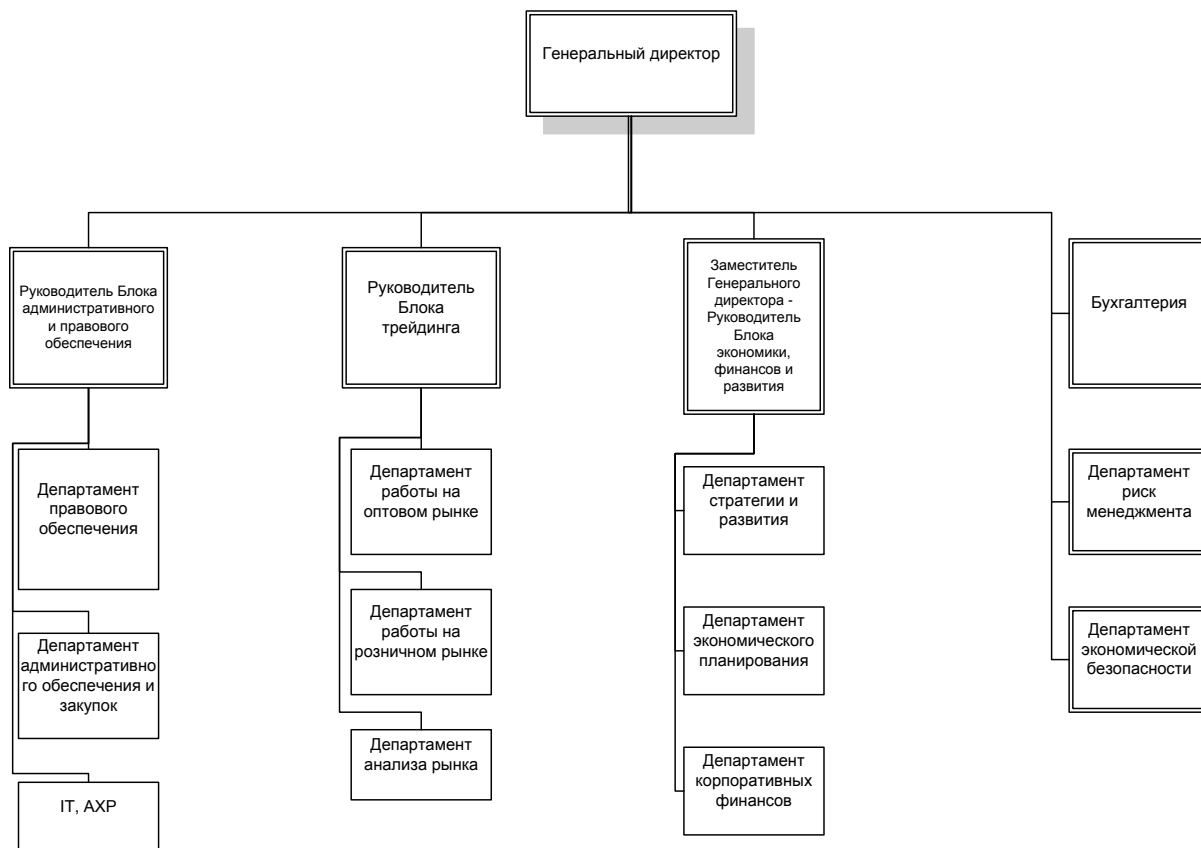 Генеральный директор
Руководитель Блока
административного
и правового
обеспечения
Руководитель
Блока
трейдинга
Заместитель
Генерального
директора -
Руководитель
Блока
экономики,
финансов и
развития
Бухгалтерия
Департамент
правового
обеспечения
Департамент
работы на
оптовом рынке
Департамент
стратегии и
развития
Департамент
риск
менеджмента
Департамент
административно
го обеспечения и
закупок
Департамент
работы на
розничном рынке
Департамент
экономического
планирования
Департамент
экономической
безопасности
IT, АХР
Департамент
анализа рынка
Департамент
корпоративных
финансов